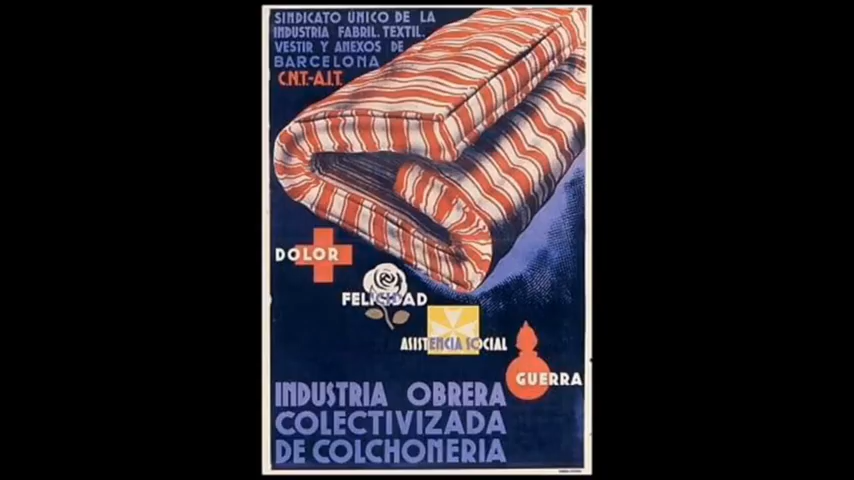 SINDICATO UNICO DE LA
INDUSTRIA FABRIL. TEXTIL.
VESTIR Y ANEXOS DE
BARCELONA
C.N.T.-A.I.T.
DOLOR
FELICIDAD
ASISTENCIA SOCIAL
GUERRA
INDUSTRIA OBRERA
COLECTIVIZADA
DE COLCHONERIA